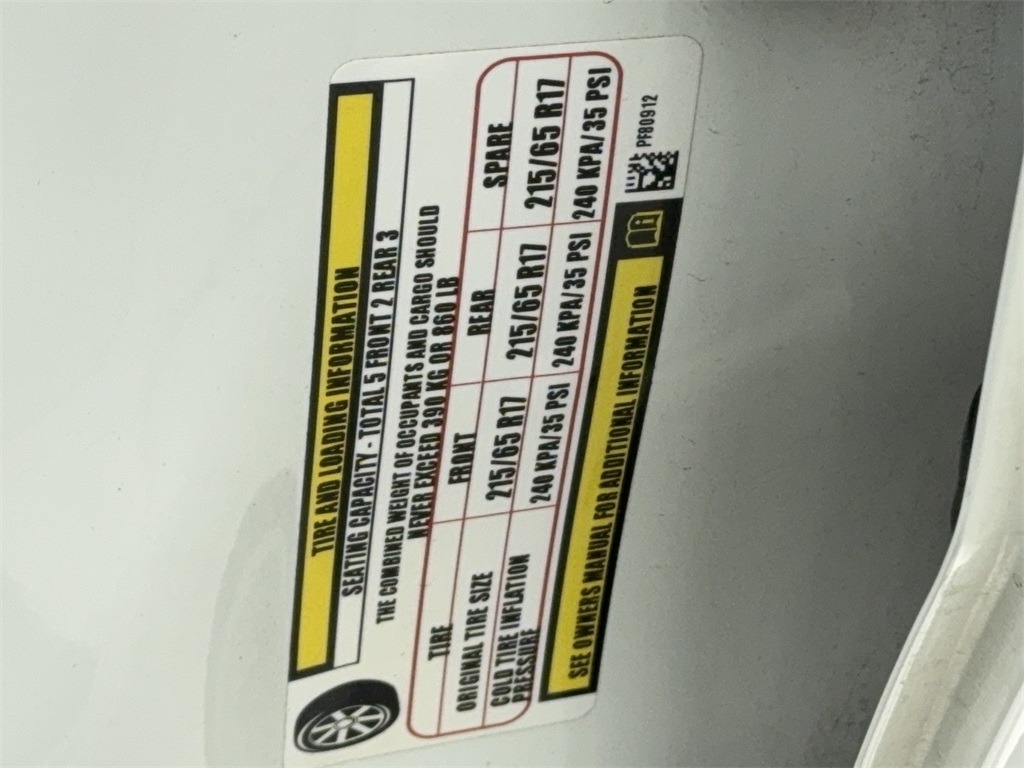 TIRE AND LOADING INFORMATION
SEATING CAPACITY - TOTAL 5 FRONT 2 REAR 3
THE COMBINED WEIGHT OF OCCUPANTS AND CARGO SHOULD
NEVER EXCEED 390 KG OR 860 LB
TIRE FRONT REAR SPARE
ORIGINAL TIRE SIZE 215/65 R17 215/65 R17 215/65 R17
COLD TIRE INFLATION
PRESSURE 240 KPA/35 PSI 240 KPA/35 PSI 240 KPA/35 PSI
SEE OWNERS MANUAL FOR ADDITIONAL INFORMATION
PF80912